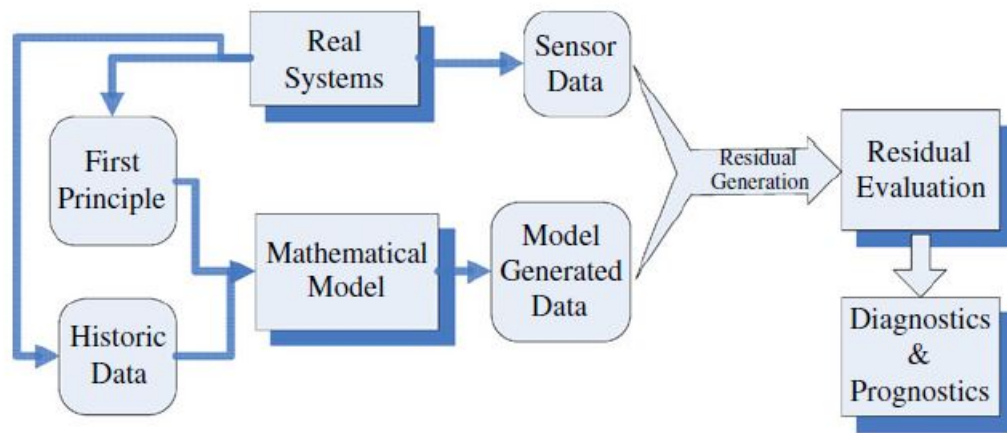 Real
Systems
Sensor
Data
First
Principle
Residual
Generation
Residual
Evaluation
Mathematical
Model
Model
Generated
Data
Historic
Data
Diagnostics
&
Prognostics